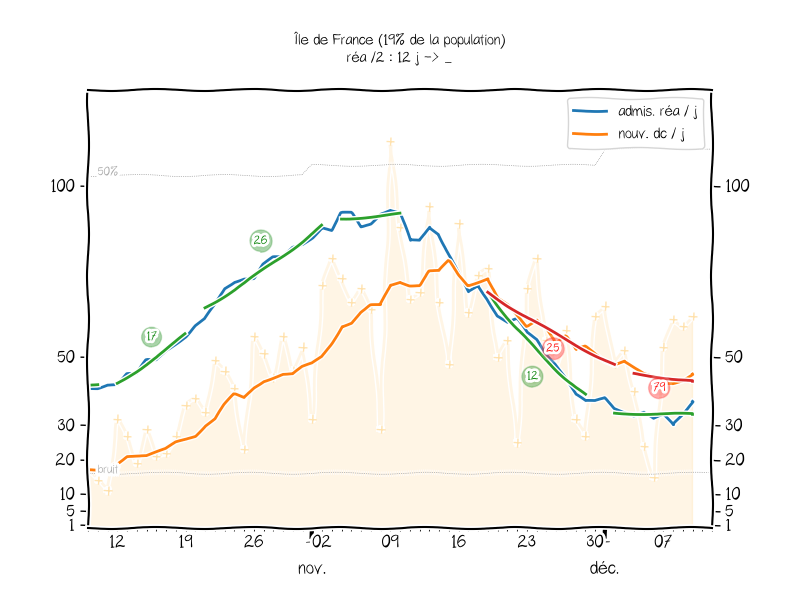 Île de France (19% de la population)
réa /2 : 12 j -> _
admis. réa / j
nouv. dc / j
50%
100
100
26
17
50
50
25
12
79
30
30
20
20
bruit
10
10
5
5
1
1
12 19 26 02 09 16 23 30 07
nov. déc.